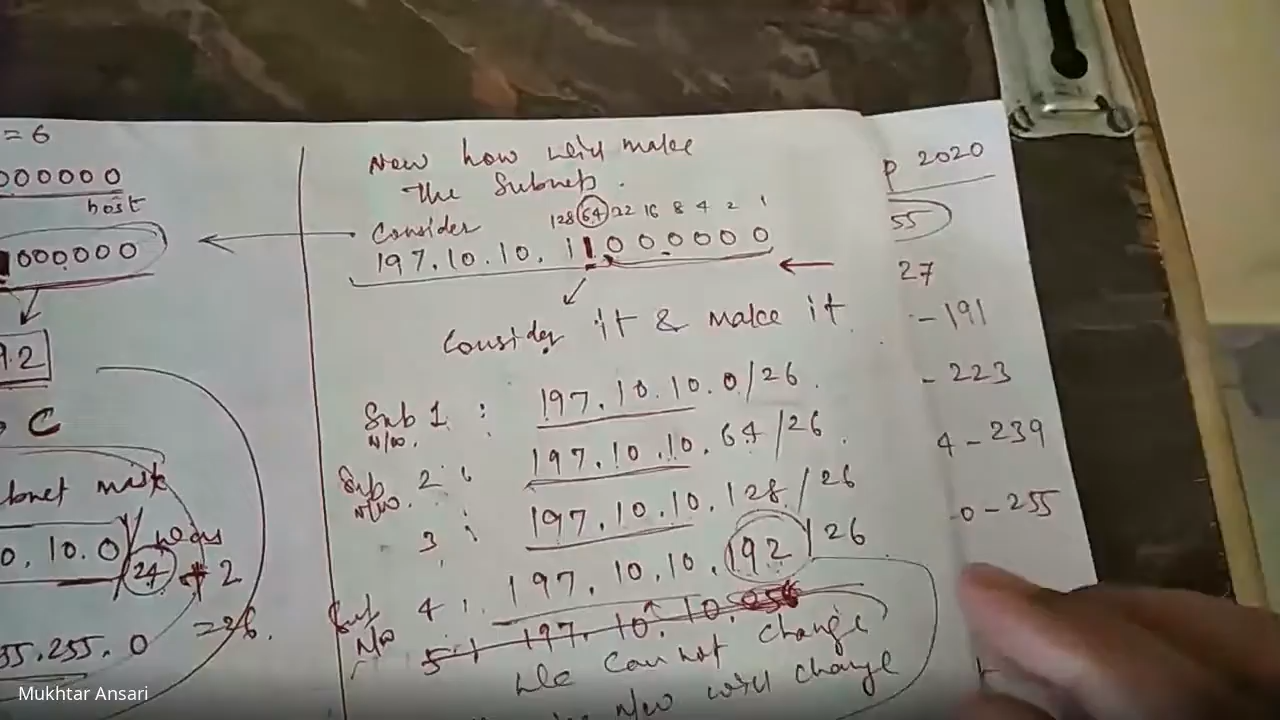 = 6
000000
host
000000
92
C
bnet mask
0.10.0/
24 + 2
= 26.
55.255.0
Now how will make
the Subnets.
128 64 32 16 8 4 2 1
Consider
197.10.10.11000000
Consider it & make it
Sub 1 : 197.10.10.0/26.
N/W.
Sub 2 : 197.10.10.64/26.
N/W.
3 : 197.10.10.128/26
Sub 4 : 197.10.10.192/26
N/W
5 : 197.10.10.256
We can not change
N/W will change
p 2020
55
27
- 191
- 223
4 - 239
0 - 255
Mukhtar Ansari